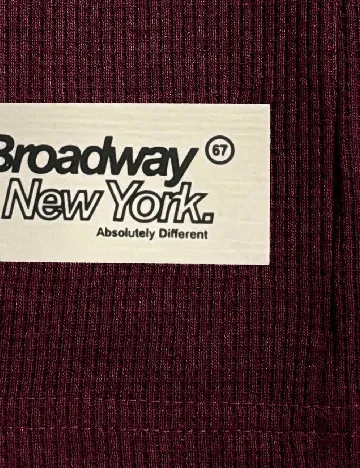 Broadway 67
New York.
Absolutely Different